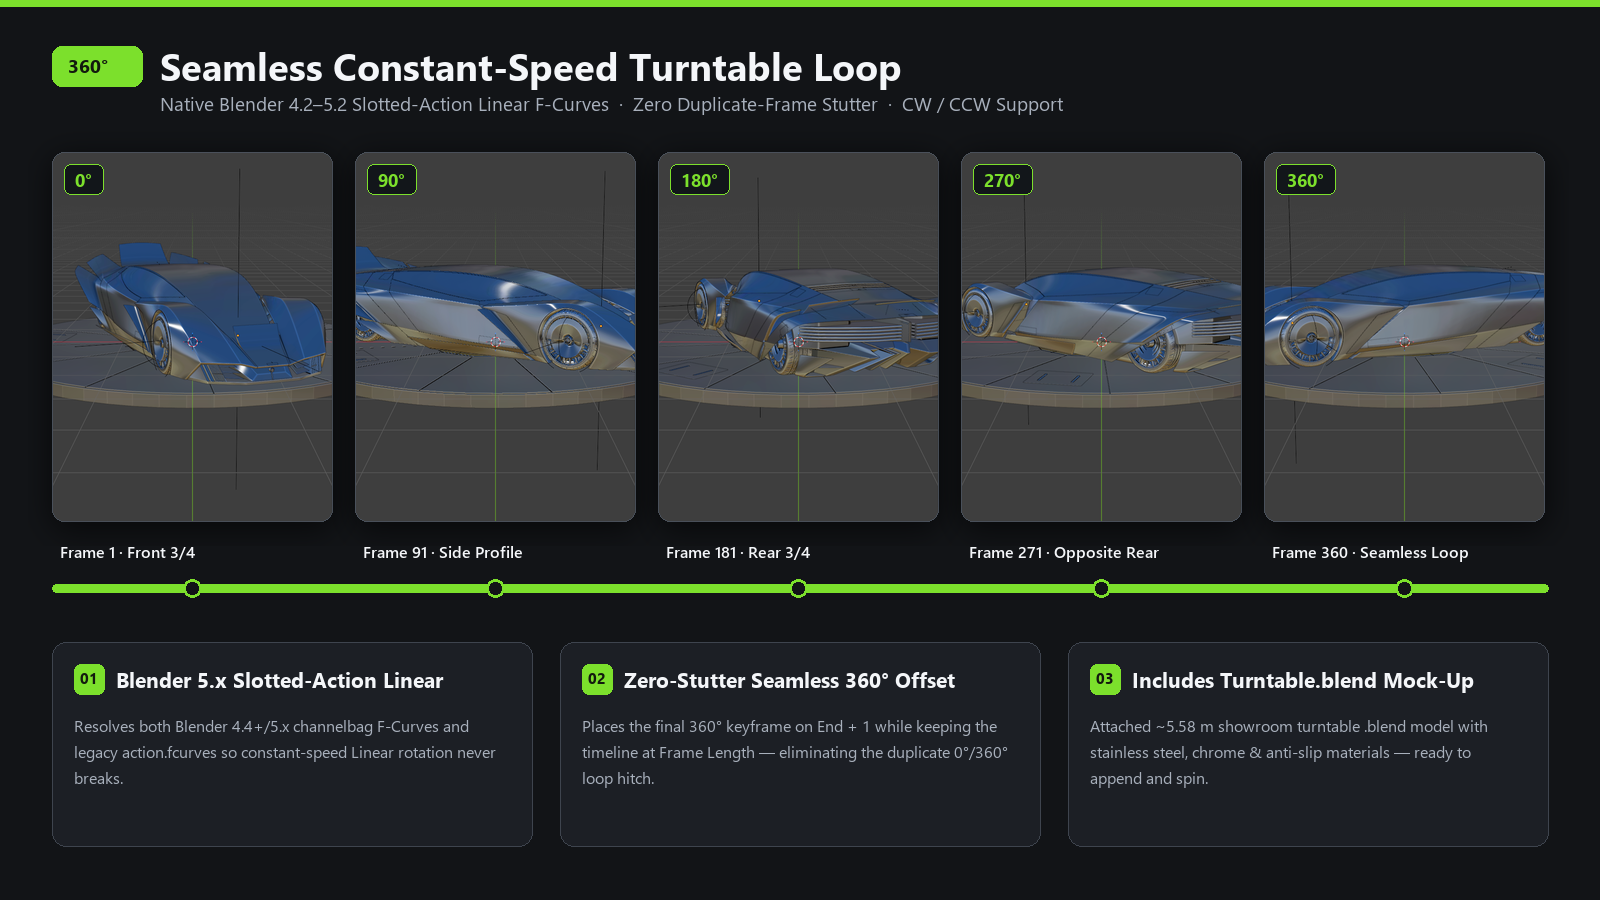 360°
Seamless Constant-Speed Turntable Loop
Native Blender 4.2–5.2 Slotted-Action Linear F-Curves · Zero Duplicate-Frame Stutter · CW / CCW Support
0°
90°
180°
270°
360°
Frame 1 · Front 3/4
Frame 91 · Side Profile
Frame 181 · Rear 3/4
Frame 271 · Opposite Rear
Frame 360 · Seamless Loop
01 Blender 5.x Slotted-Action Linear
Resolves both Blender 4.4+/5.x channelbag F-Curves and
legacy action.fcurves so constant-speed Linear rotation never
breaks.
02 Zero-Stutter Seamless 360° Offset
Places the final 360° keyframe on End + 1 while keeping the
timeline at Frame Length — eliminating the duplicate 0°/360°
loop hitch.
03 Includes Turntable.blend Mock-Up
Attached ~5.58 m showroom turntable .blend model with
stainless steel, chrome & anti-slip materials — ready to
append and spin.